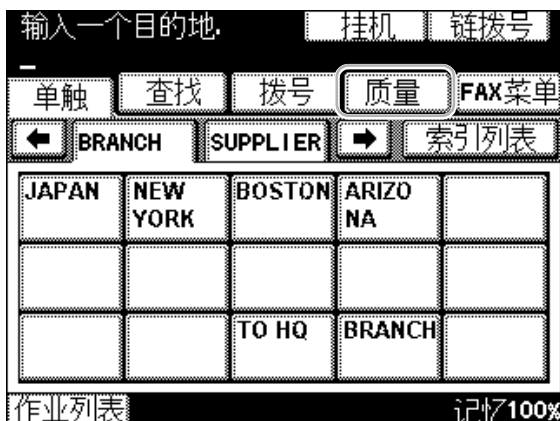 输入一个目的地. 挂机 链拨号
单触 查找 拨号 质量 FAX菜单
BRANCH SUPPLIER 索引列表
JAPAN NEW YORK BOSTON ARIZONA
TO HQ BRANCH
作业列表 记忆100%